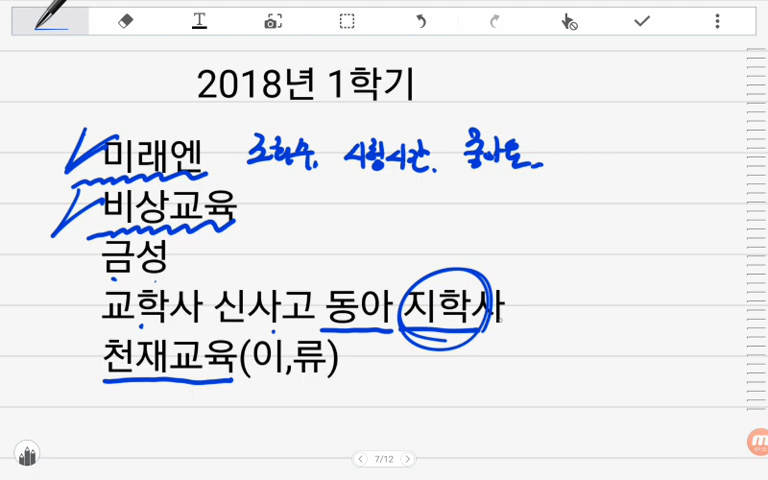 T
2018년 1학기
미래엔 조회수, 시청시간, 좋아요
비상교육
금성
교학사 신사고 동아 지학사
천재교육(이,류)
7/12